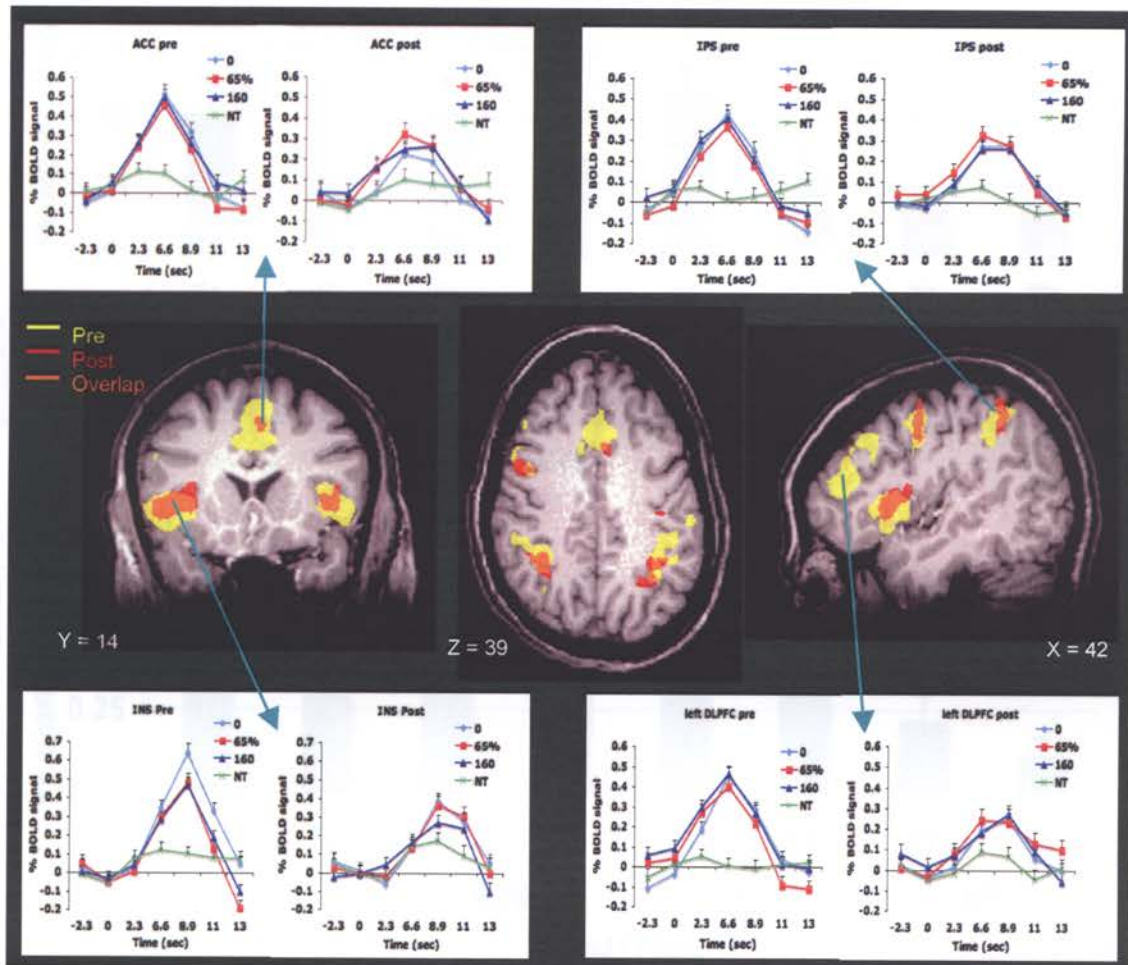 ACC pre
0
65%
160
NT
% BOLD signal
0.6
0.5
0.4
0.3
0.2
0.1
0
-0.1
-0.2
-2.3 0 2.3 6.6 8.9 11 13
Time (sec)
ACC post
0
65%
160
NT
% BOLD signal
0.6
0.5
0.4
0.3
0.2
0.1
0
-0.1
-0.2
-2.3 0 2.3 6.6 8.9 11 13
Time (sec)
IPS pre
0
65%
160
NT
% BOLD signal
0.6
0.5
0.4
0.3
0.2
0.1
0
-0.1
-0.2
-2.3 0 2.3 6.6 8.9 11 13
Time (sec)
IPS post
0
65%
160
NT
% BOLD signal
0.6
0.5
0.4
0.3
0.2
0.1
0
-0.1
-0.2
-2.3 0 2.3 6.6 8.9 11 13
Time (sec)
Pre
Post
Overlap
Y = 14
Z = 39
X = 42
INS Pre
0
65%
160
NT
% BOLD signal
0.7
0.6
0.5
0.4
0.3
0.2
0.1
0
-0.1
-0.2
-2.3 0 2.3 6.6 8.9 11 13
Time (sec)
INS Post
0
65%
160
NT
% BOLD signal
0.7
0.6
0.5
0.4
0.3
0.2
0.1
0
-0.1
-0.2
-2.3 0 2.3 6.6 8.9 11 13
Time (sec)
left DLPFC pre
0
65%
160
NT
% BOLD signal
0.6
0.5
0.4
0.3
0.2
0.1
0
-0.1
-0.2
-2.3 0 2.3 6.6 8.9 11 13
Time (sec)
left DLPFC post
0
65%
160
NT
% BOLD signal
0.6
0.5
0.4
0.3
0.2
0.1
0
-0.1
-0.2
-2.3 0 2.3 6.6 8.9 11 13
Time (sec)